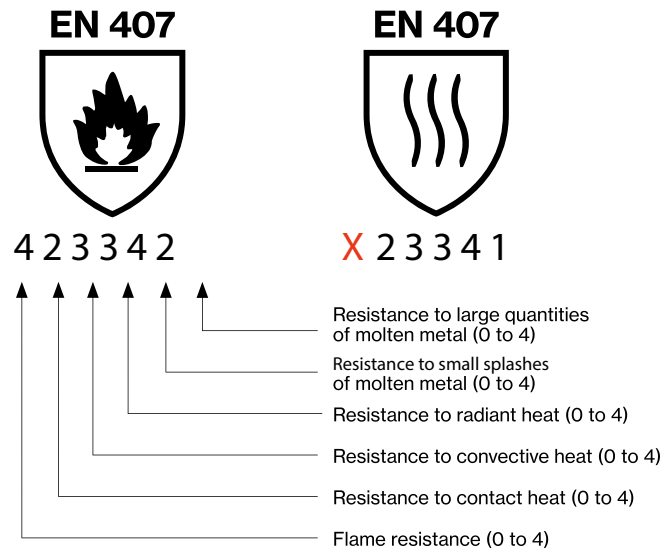 EN 407
EN 407
4 2 3 3 4 2
X 2 3 3 4 1
Resistance to large quantities
of molten metal (0 to 4)
Resistance to small splashes
of molten metal (0 to 4)
Resistance to radiant heat (0 to 4)
Resistance to convective heat (0 to 4)
Resistance to contact heat (0 to 4)
Flame resistance (0 to 4)